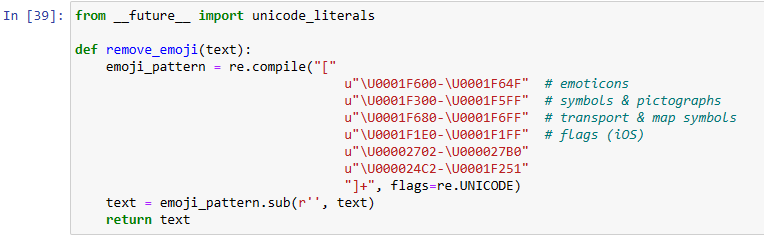 In [39]: from __future__ import unicode_literals
def remove_emoji(text):
emoji_pattern = re.compile("["
u"\U0001F600-\U0001F64F" # emoticons
u"\U0001F300-\U0001F5FF" # symbols & pictographs
u"\U0001F680-\U0001F6FF" # transport & map symbols
u"\U0001F1E0-\U0001F1FF" # flags (iOS)
u"\U00002702-\U000027B0"
u"\U000024C2-\U0001F251"
"]+", flags=re.UNICODE)
text = emoji_pattern.sub(r'', text)
return text